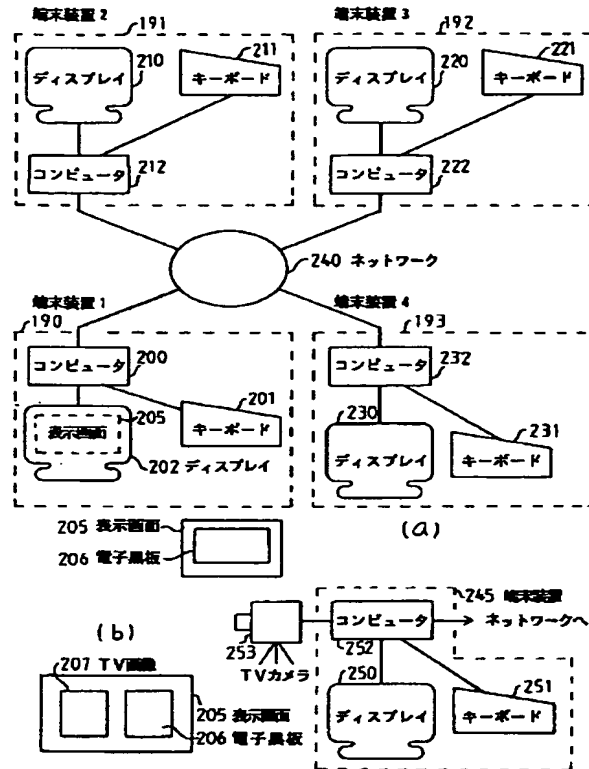 端末装置2
191
211
ディスプレイ
210
キーボード
コンピュータ
212
端末装置3
192
221
ディスプレイ
220
キーボード
コンピュータ
222
240 ネットワーク
端末装置1
190
コンピュータ
200
201
205
表示画面
キーボード
202 ディスプレイ
端末装置4
193
コンピュータ
232
230
231
ディスプレイ
キーボード
205 表示画面
206 電子黒板
(a)
(b)
207 TV画像
205 表示画面
206 電子黒板
245 端末装置
コンピュータ
ネットワークへ
253
252
TVカメラ
250
251
ディスプレイ
キーボード